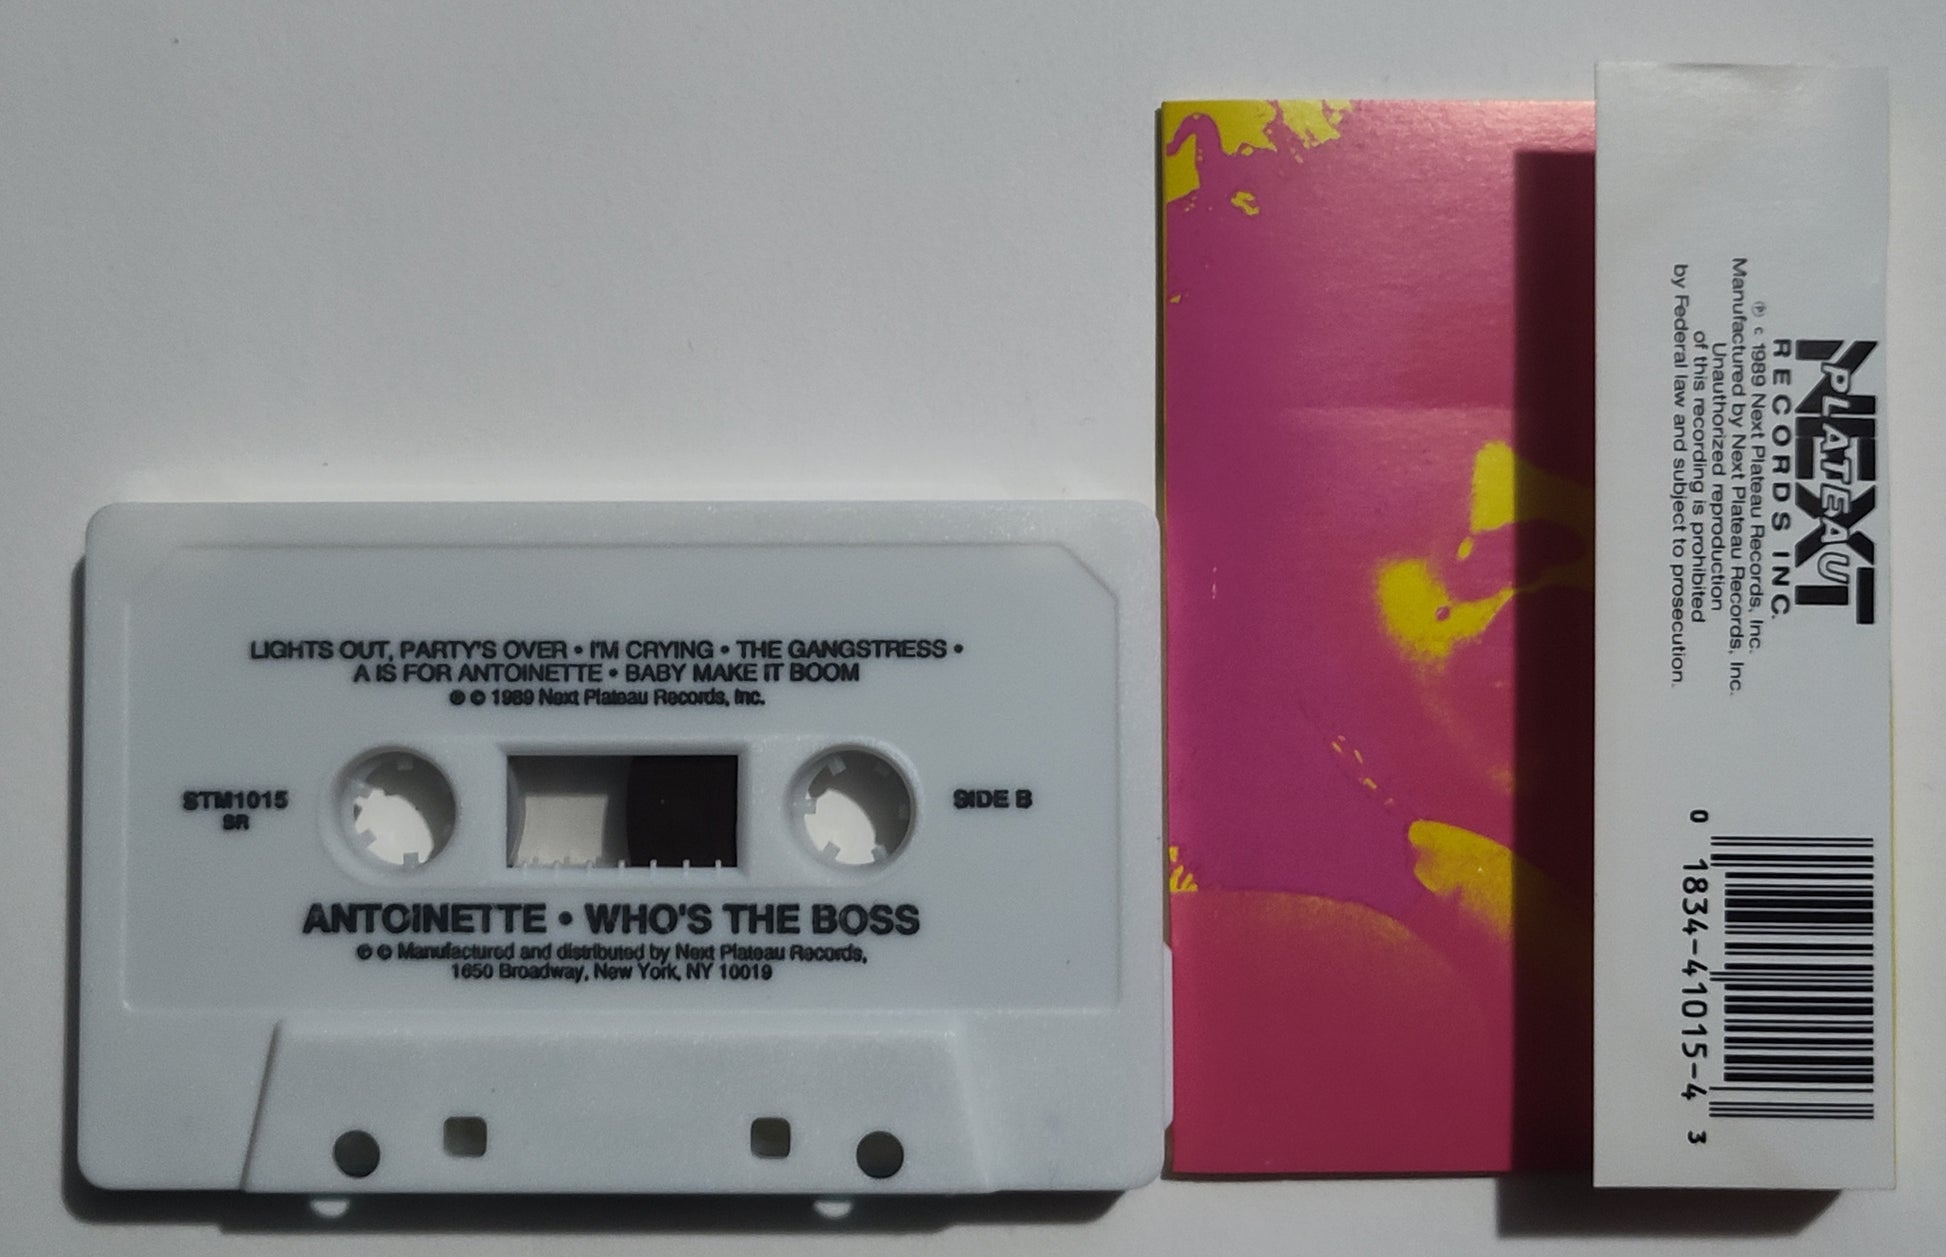 LIGHTS OUT, PARTY'S OVER • I'M CRYING • THE GANGSTRESS •
A IS FOR ANTOINETTE • BABY MAKE IT BOOM
℗ © 1989 Next Plateau Records, Inc.
STM1015
SR
SIDE B
ANTOINETTE • WHO'S THE BOSS
℗ © Manufactured and distributed by Next Plateau Records,
1650 Broadway, New York, NY 10019
NEXT
PLATEAU
RECORDS INC.
℗ c 1989 Next Plateau Records, Inc.
Manufactured by Next Plateau Records, Inc.
Unauthorized reproduction
of this recording is prohibited
by Federal law and subject to prosecution.
0 1834-41015-4 3